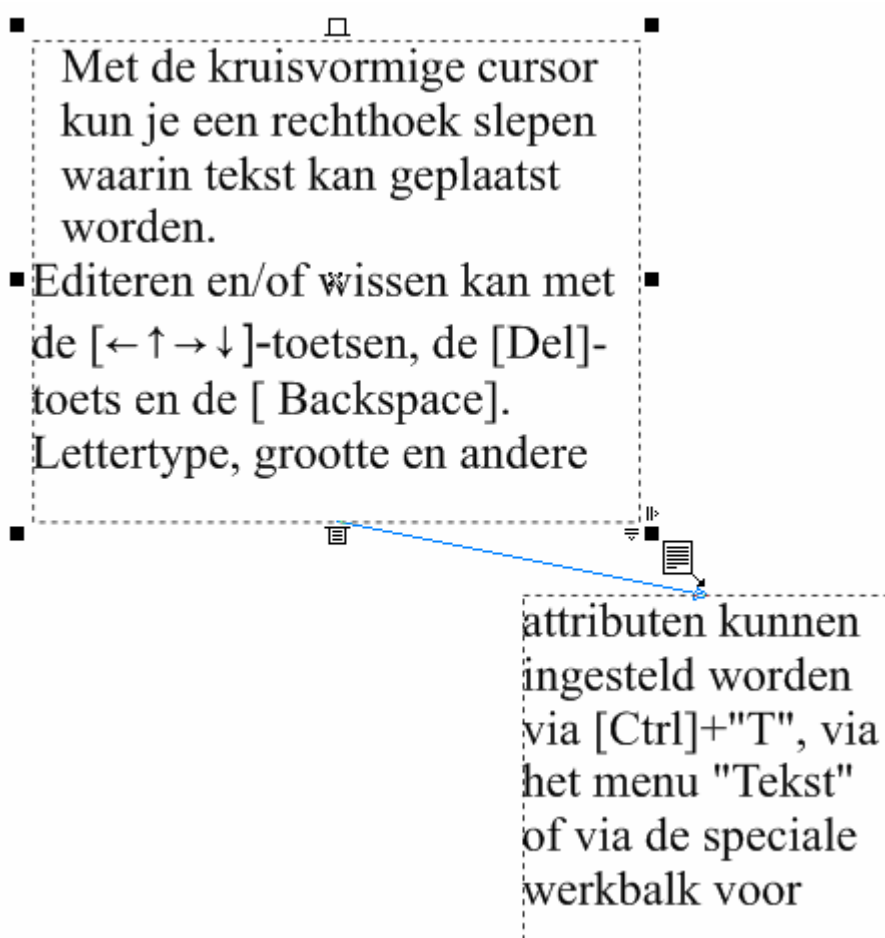 Met de kruisvormige cursor
kun je een rechthoek slepen
waarin tekst kan geplaatst
worden.
Editeren en/of wissen kan met
de [←↑→↓]-toetsen, de [Del]-
toets en de [ Backspace].
Lettertype, grootte en andere
attributen kunnen
ingesteld worden
via [Ctrl]+"T", via
het menu "Tekst"
of via de speciale
werkbalk voor